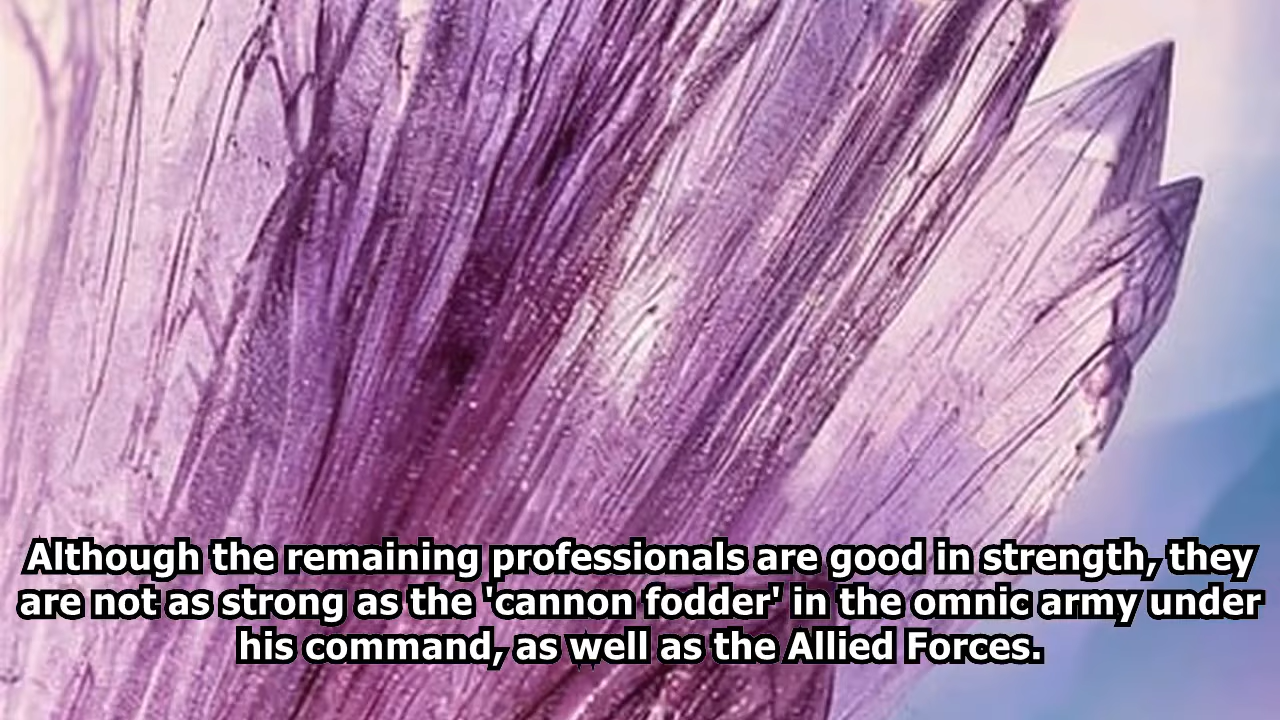 Although the remaining professionals are good in strength, they
are not as strong as the 'cannon fodder' in the omnic army under
his command, as well as the Allied Forces.